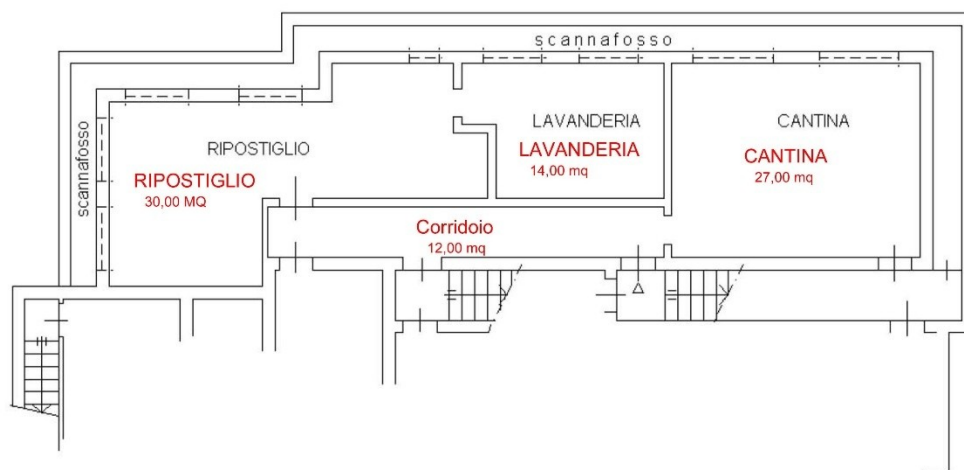 scannafosso
LAVANDERIA
CANTINA
RIPOSTIGLIO
LAVANDERIA
14,00 mq
CANTINA
27,00 mq
RIPOSTIGLIO
30,00 MQ
scannafosso
Corridoio
12,00 mq